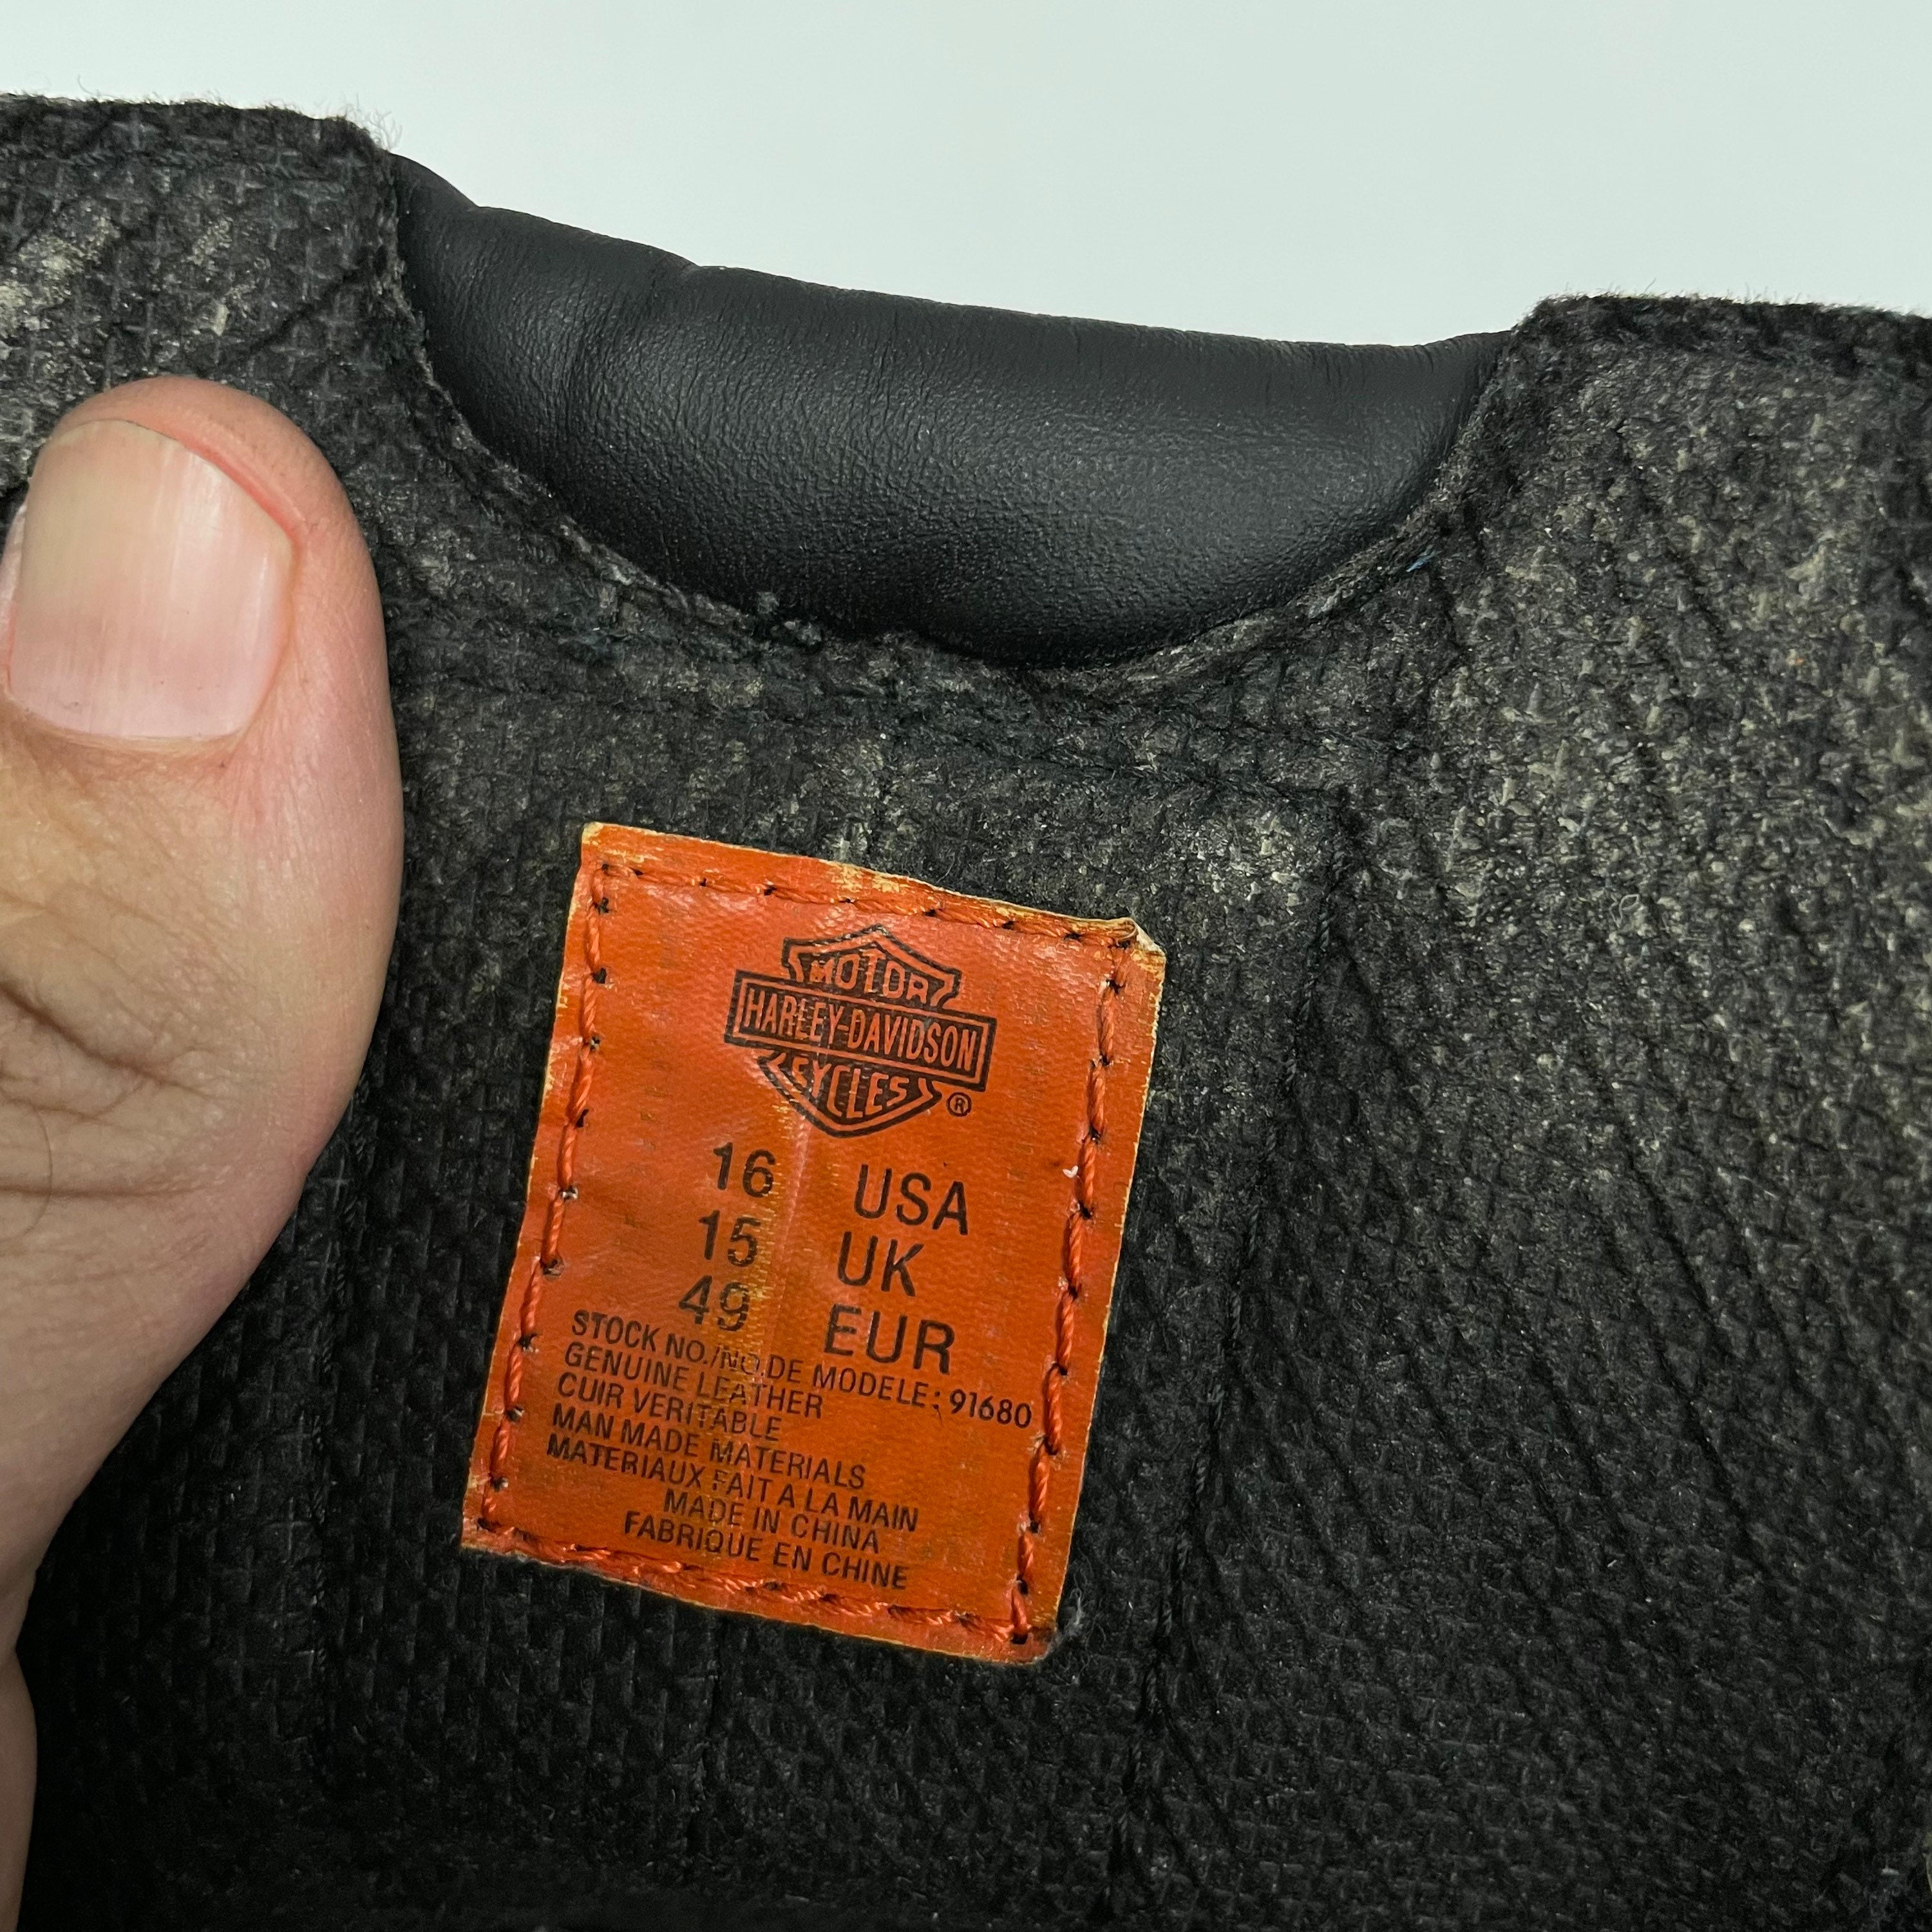 MOTOR
HARLEY-DAVIDSON
CYCLES ®
16 USA
15 UK
49 EUR
STOCK NO./NO.DE MODELE: 91680
GENUINE LEATHER
CUIR VERITABLE
MAN MADE MATERIALS
MATERIAUX FAIT A LA MAIN
MADE IN CHINA
FABRIQUE EN CHINE